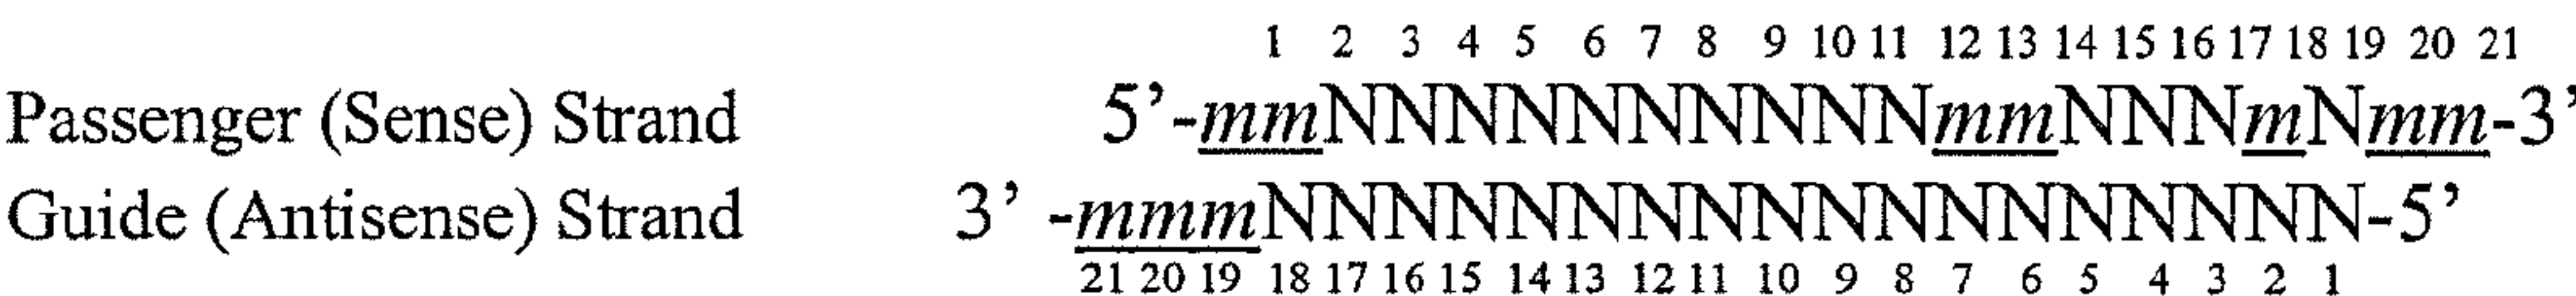 1 2 3 4 5 6 7 8 9 10 11 12 13 14 15 16 17 18 19 20 21
Passenger (Sense) Strand 5’-mmNNNNNNNNNNmmNNNmNmm-3’
Guide (Antisense) Strand 3’ -mmmNNNNNNNNNNNNNNNNNN-5’
21 20 19 18 17 16 15 14 13 12 11 10 9 8 7 6 5 4 3 2 1